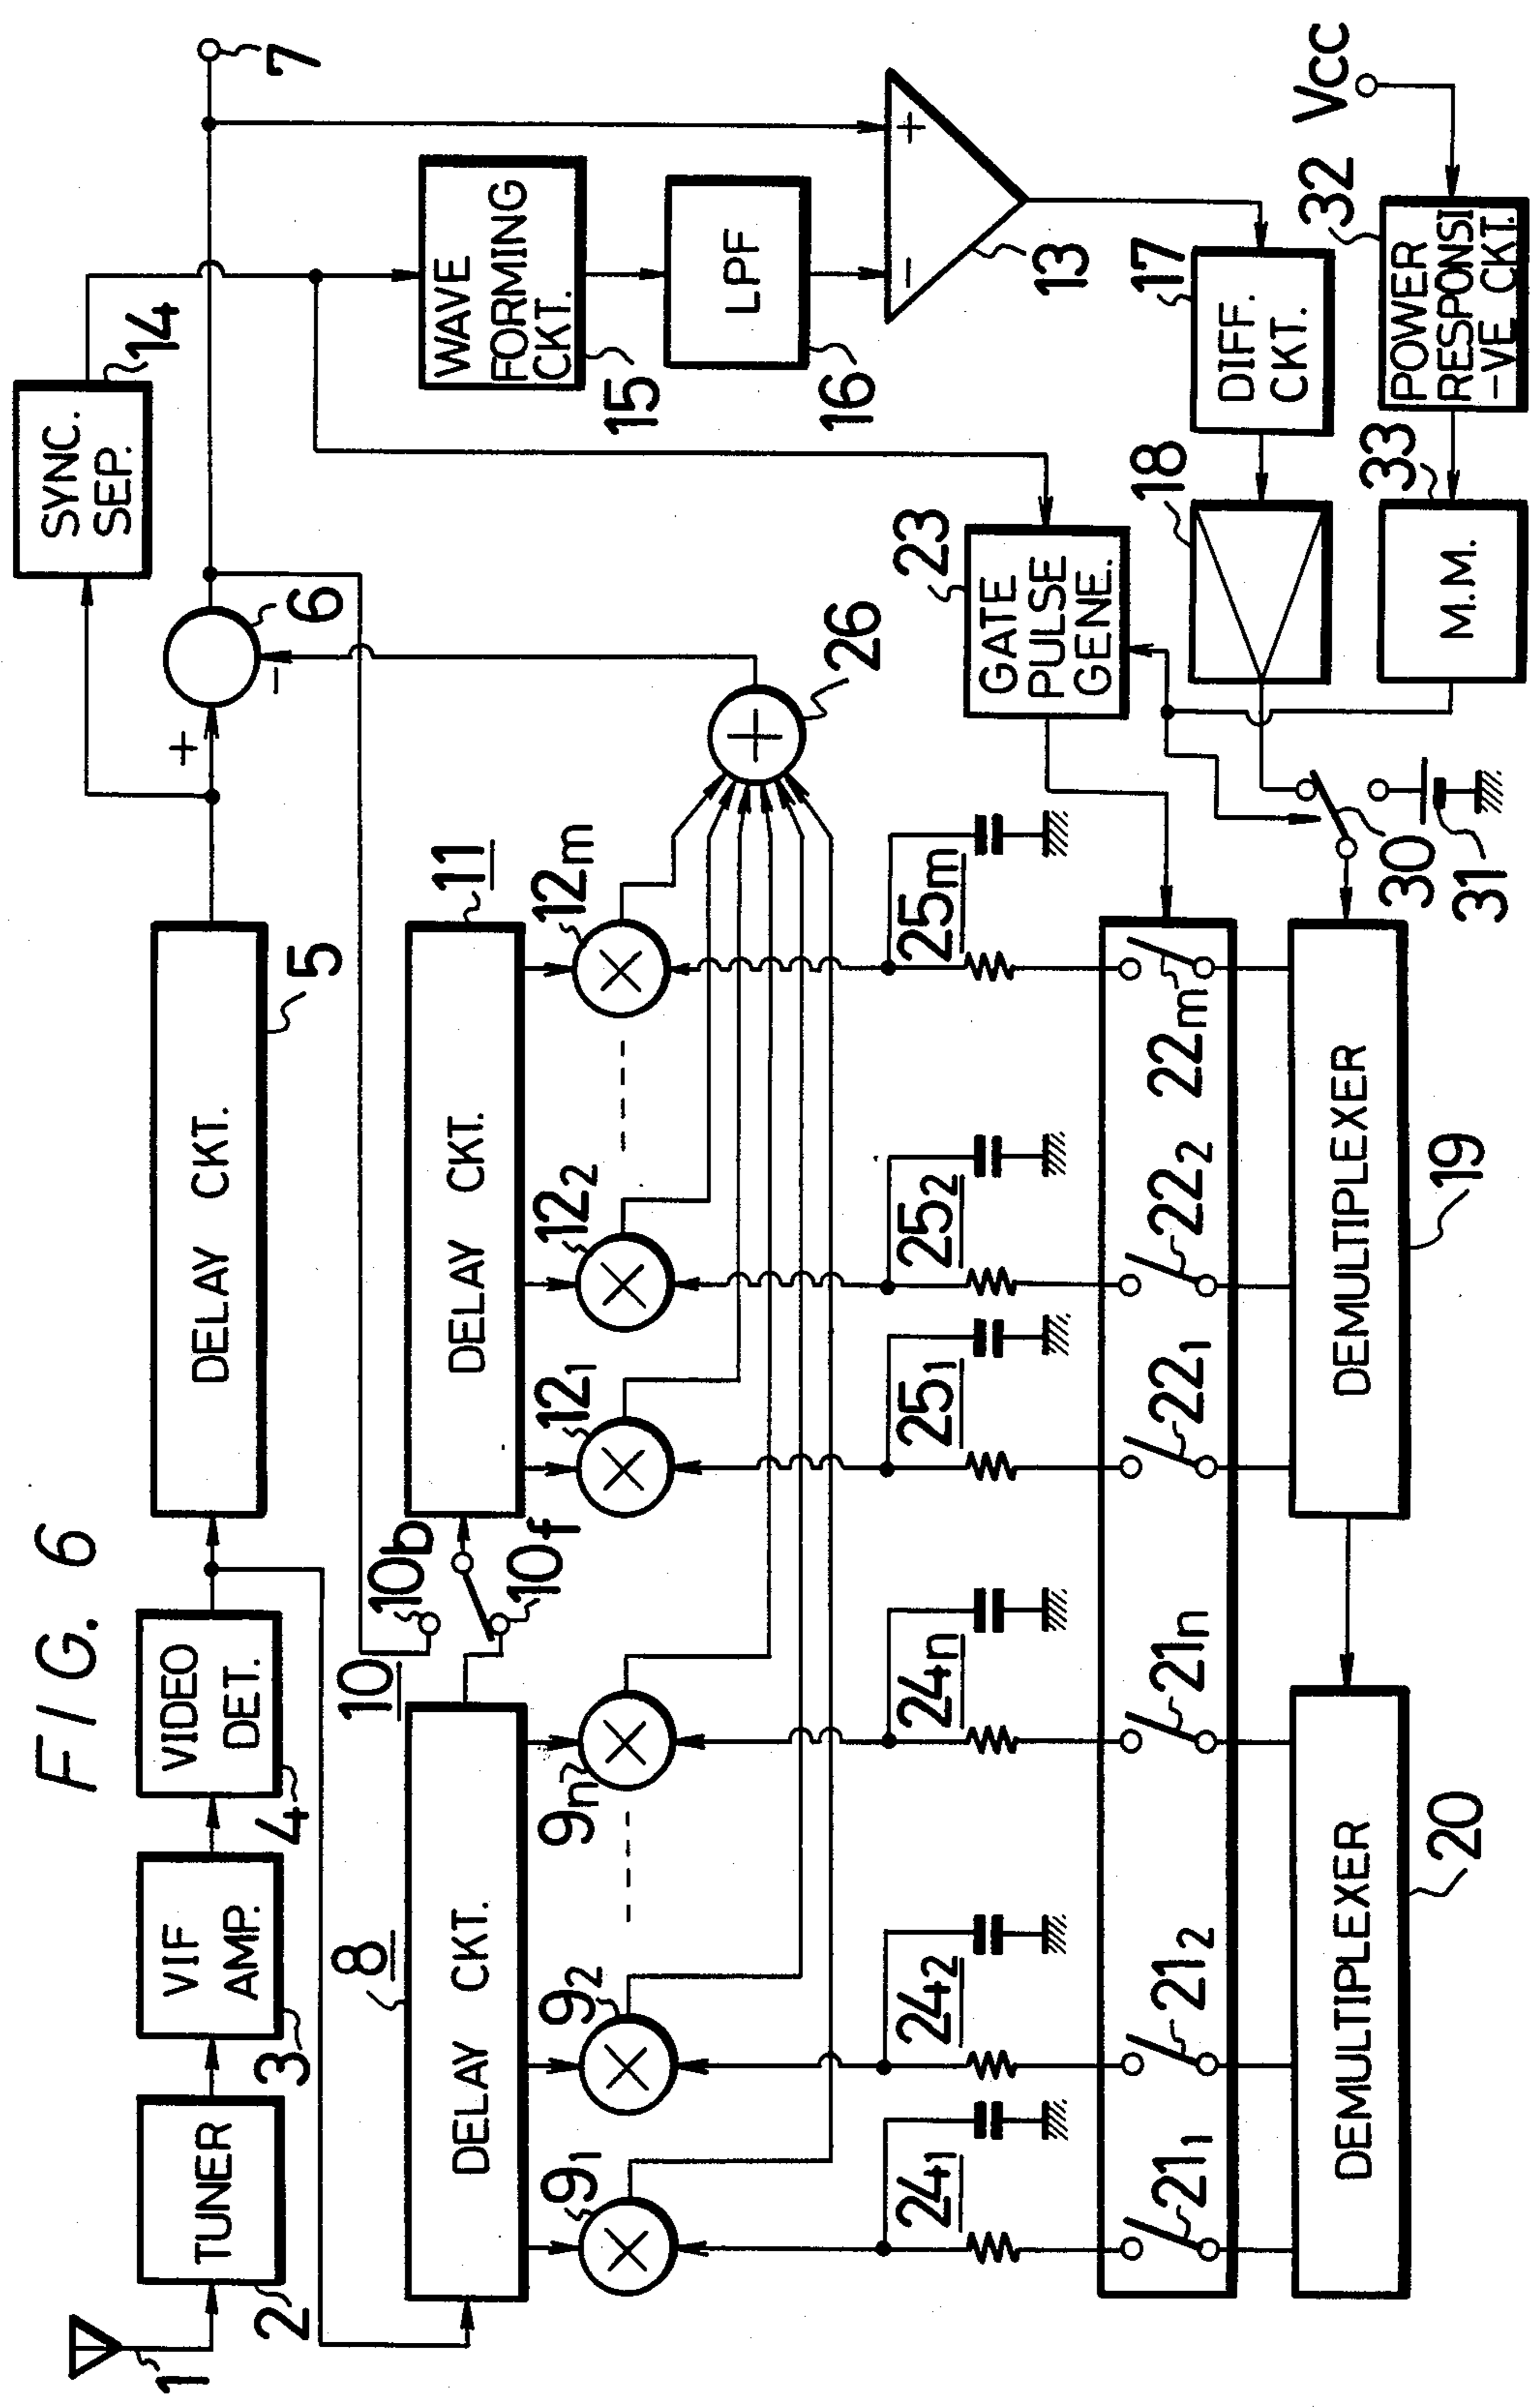 FIG. 6
1
TUNER
2
VIF
AMP.
3
VIDEO
DET.
4
DELAY CKT.
5
+
−
6
SYNC.
SEP.
14
7
8
DELAY CKT.
10
10b
10f
DELAY CKT.
11
9₁
9₂
9n
12₁
12₂
12m
26
WAVE
FORMING
CKT.
15
LPF
16
+
−
13
24₁
24₂
24n
25₁
25₂
25m
GATE
PULSE
GENE.
23
21₁
21₂
21n
22₁
22₂
22m
DIFF.
CKT.
17
18
DEMULTIPLEXER
20
DEMULTIPLEXER
19
30
31
M.M.
33
POWER
RESPONSI
-VE CKT.
32
VCC